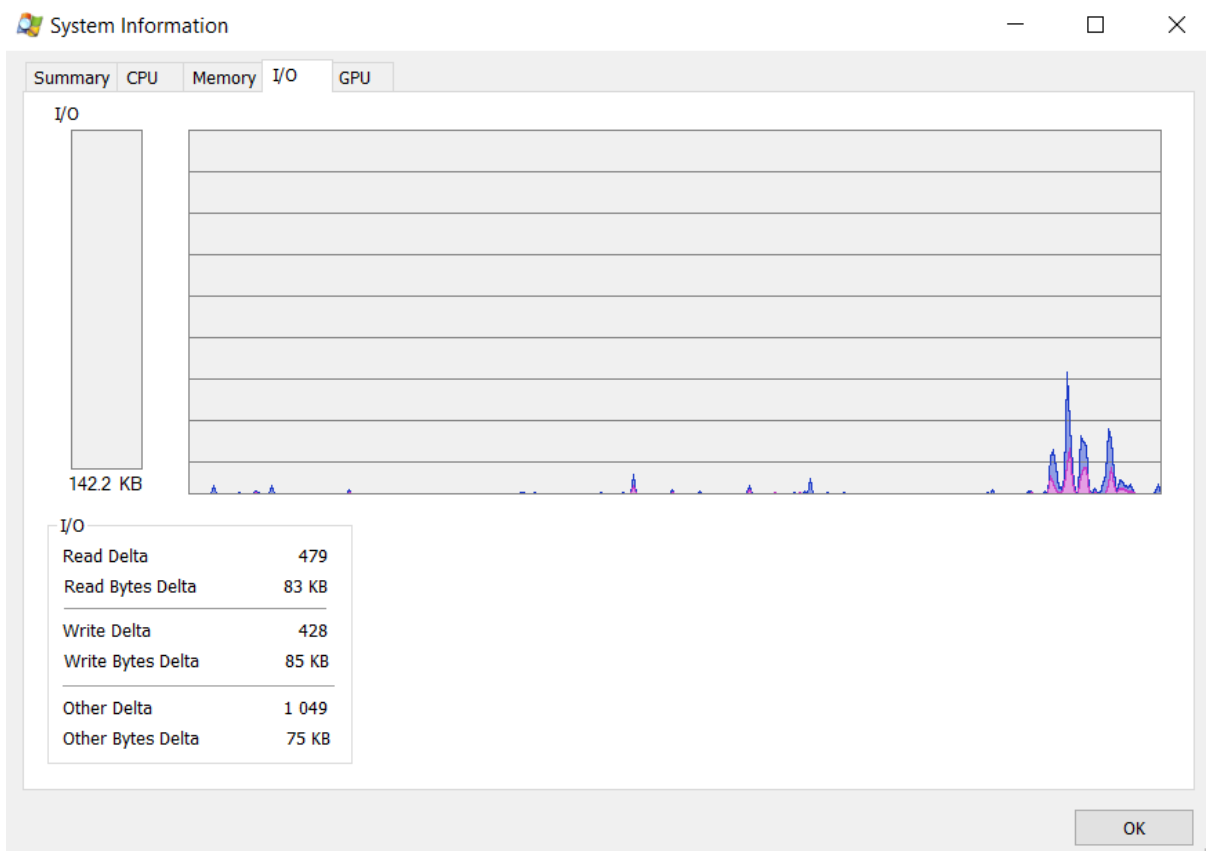 System Information
Summary CPU Memory I/O GPU
I/O
142.2 KB
I/O
Read Delta 479
Read Bytes Delta 83 KB
Write Delta 428
Write Bytes Delta 85 KB
Other Delta 1 049
Other Bytes Delta 75 KB
OK